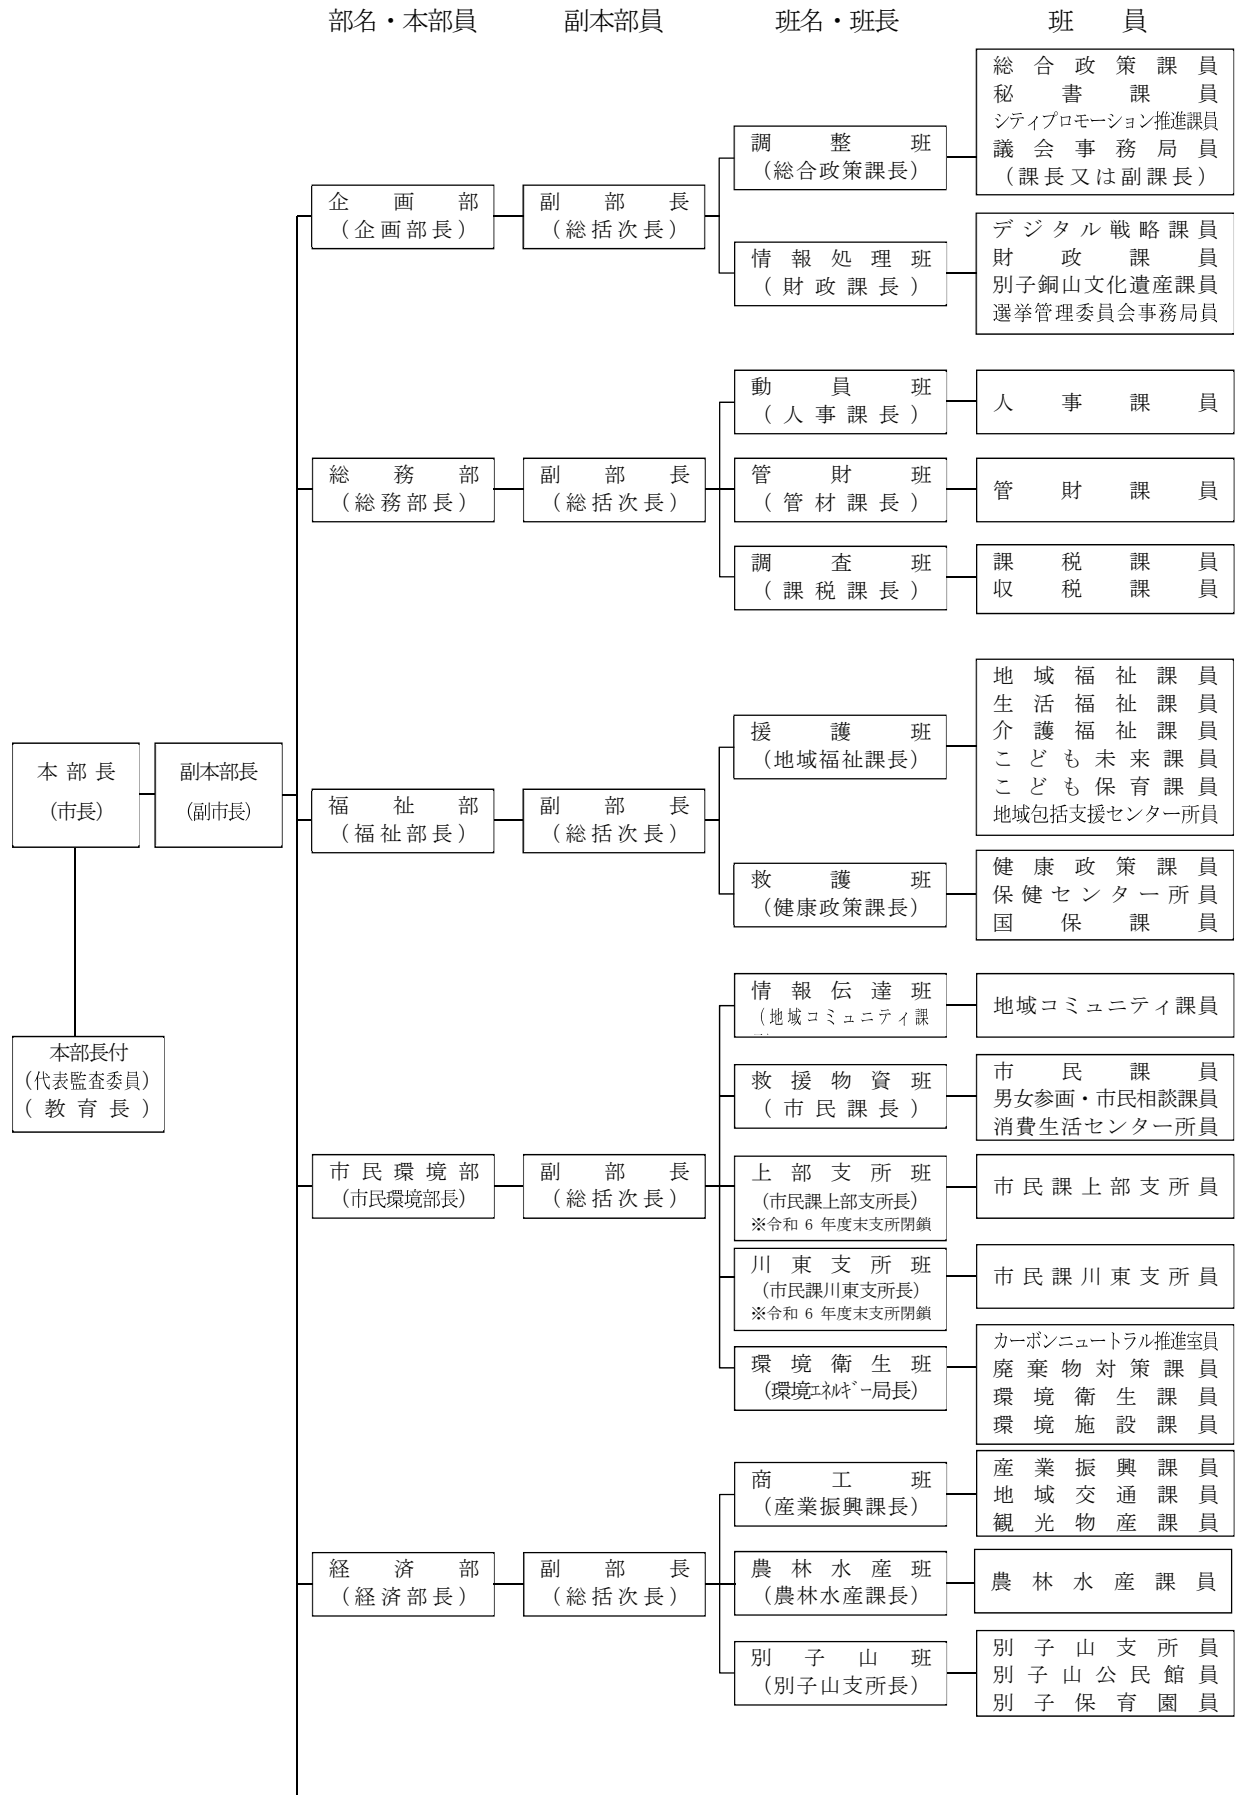 部名・本部員 副本部員 班名・班長 班員
総合政策課員
秘書課員
シティプロモーション推進課員
議会事務局員
(課長又は副課長)
調整班
(総合政策課長)
企画部
(企画部長)
副部長
(総括次長)
情報処理班
(財政課長)
デジタル戦略課員
財政課員
別子銅山文化遺産課員
選挙管理委員会事務局員
動員班
(人事課長)
人事課員
総務部
(総務部長)
副部長
(総括次長)
管財班
(管材課長)
管財課員
調査班
(課税課長)
課税課員
収税課員
地域福祉課員
生活福祉課員
介護福祉課員
こども未来課員
こども保育課員
地域包括支援センター所員
援護班
(地域福祉課長)
本部長
(市長)
副本部長
(副市長)
福祉部
(福祉部長)
副部長
(総括次長)
救護班
(健康政策課長)
健康政策課員
保健センター所員
国保課員
本部長付
(代表監査委員)
(教育長)
情報伝達班
(地域コミュニティ課
地域コミュニティ課員
救援物資班
(市民課長)
市民課員
男女参画・市民相談課員
消費生活センター所員
市民環境部
(市民環境部長)
副部長
(総括次長)
上部支所班
(市民課上部支所長)
※令和6年度末支所閉鎖
市民課上部支所員
川東支所班
(市民課川東支所長)
※令和6年度末支所閉鎖
市民課川東支所員
環境衛生班
(環境ｴﾈﾙｷﾞｰ局長)
カーボンニュートラル推進室員
廃棄物対策課員
環境衛生課員
環境施設課員
商工班
(産業振興課長)
産業振興課員
地域交通課員
観光物産課員
経済部
(経済部長)
副部長
(総括次長)
農林水産班
(農林水産課長)
農林水産課員
別子山班
(別子山支所長)
別子山支所員
別子山公民館員
別子保育園員